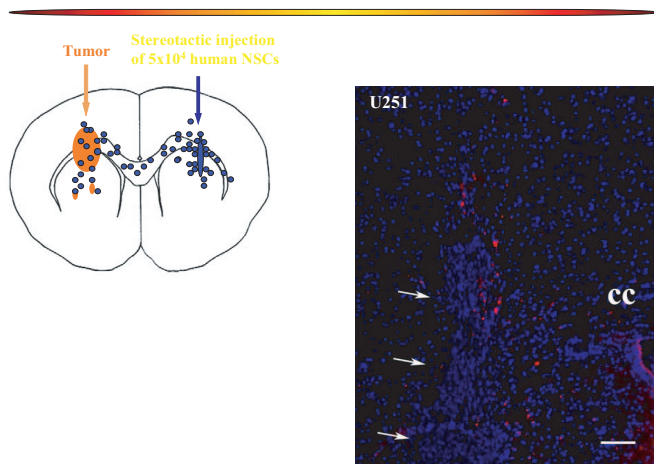 Stereotactic injection
of 5x10⁴ human NSCs
Tumor
U251
cc